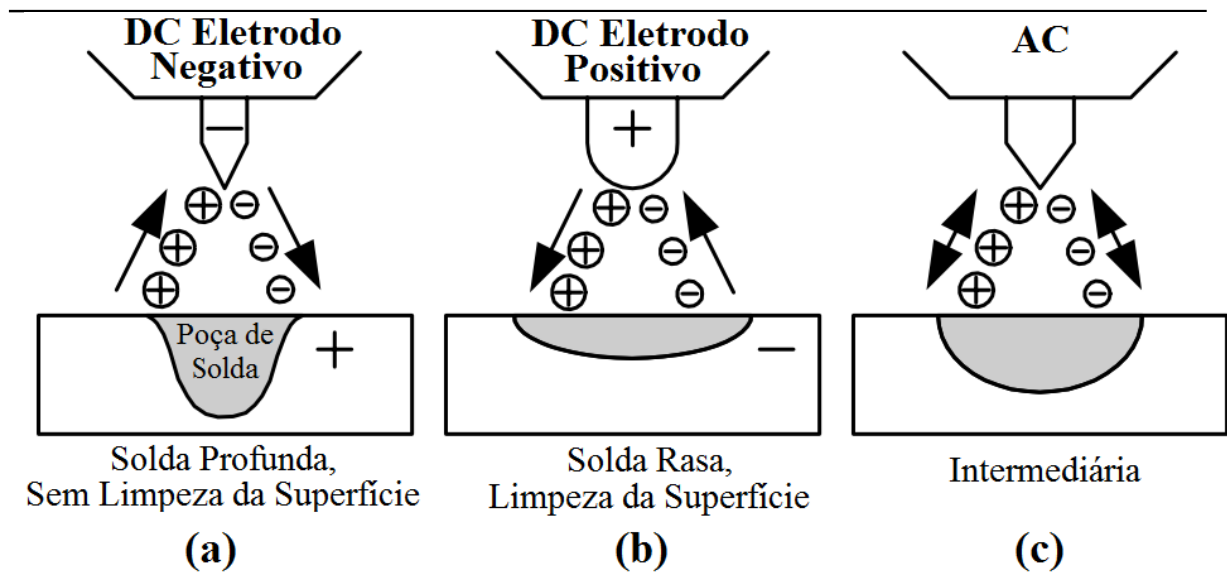 DC Eletrodo
Negativo
DC Eletrodo
Positivo
AC
−
+
+ −
+ −
+ −
Poça de
Solda
+
+
+ −
+ −
+ −
−
+ −
+ −
+ −
Solda Profunda,
Sem Limpeza da Superfície
Solda Rasa,
Limpeza da Superfície
Intermediária
(a)
(b)
(c)